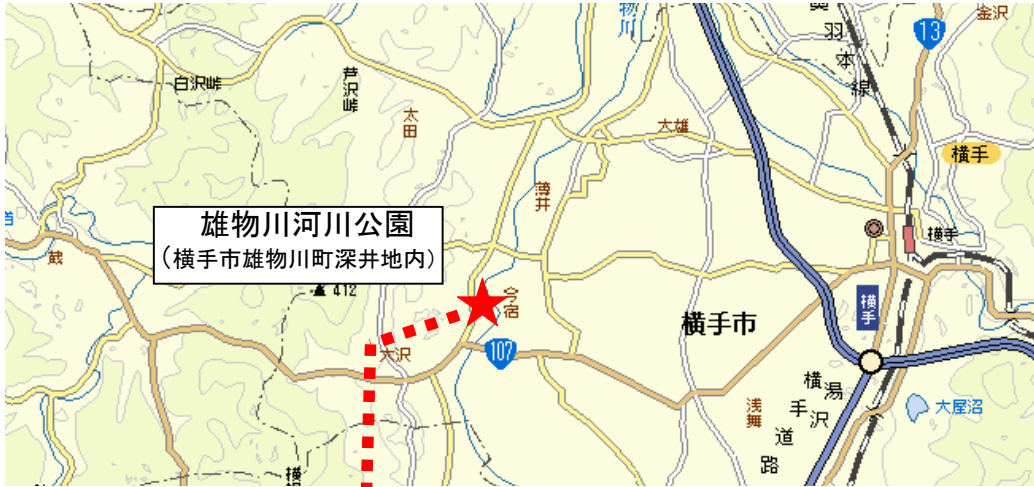 物川
奥羽本線
13
金沢
白沢峠
芦沢峠
太田
大雄
横手
薄井
雄物川河川公園
(横手市雄物川町深井地内)
蔵
横手
412
今宿
横手
横手市
大沢
107
浅舞
湯沢
横手道路
大屋沼